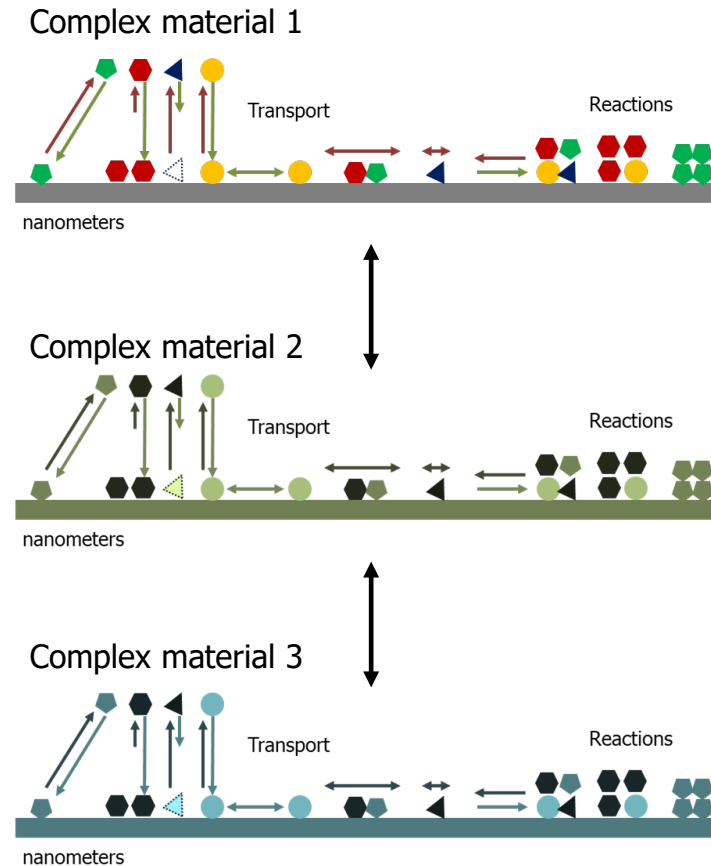 Complex material 1
Transport
Reactions
nanometers
Complex material 2
Transport
Reactions
nanometers
Complex material 3
Transport
Reactions
nanometers